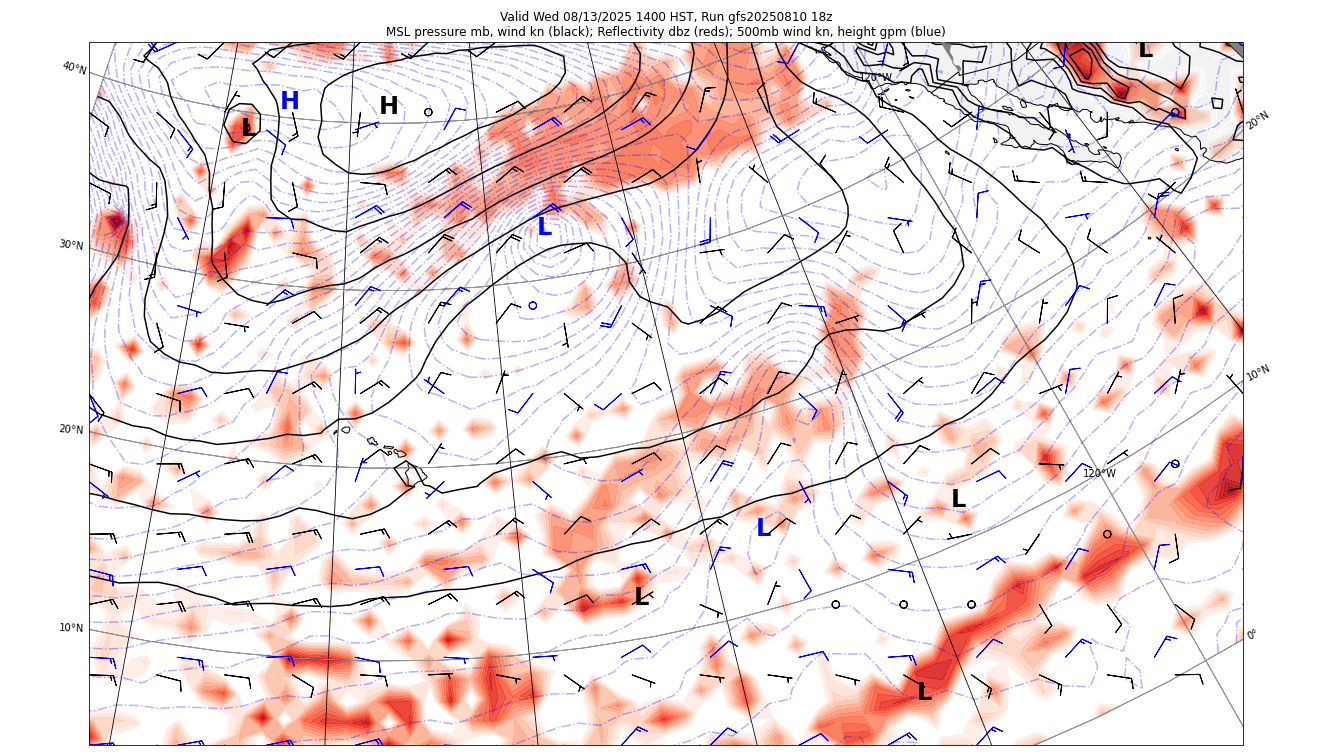 Valid Wed 08/13/2025 1400 HST, Run gfs20250810 18z
MSL pressure mb, wind kn (black); Reflectivity dbz (reds); 500mb wind kn, height gpm (blue)
L
40°N
120°W
H
H
L
20°N
L
30°N
10°N
20°N
120°W
L
L
L
10°N
0°
L